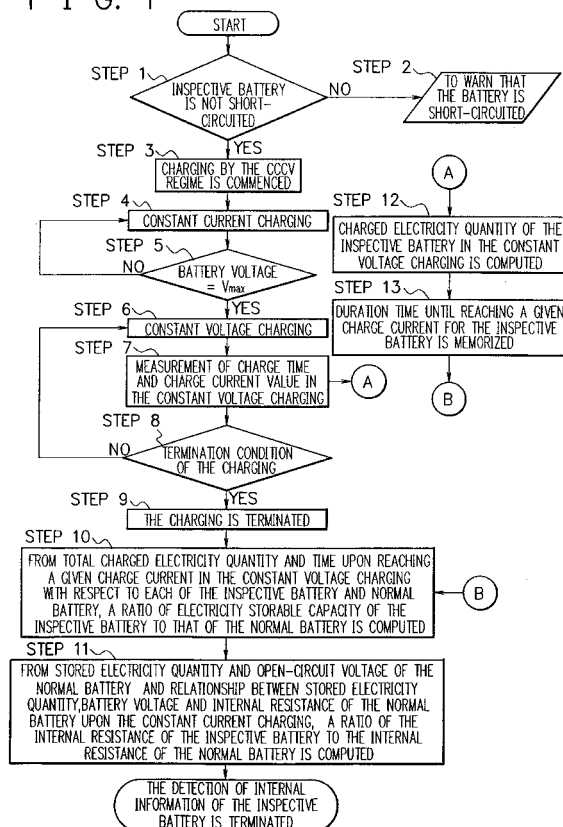 F I G. 1
START
STEP 1
INSPECTIVE BATTERY
IS NOT SHORT-
CIRCUITED
NO
STEP 2
TO WARN THAT
THE BATTERY IS
SHORT-CIRCUITED
YES
STEP 3
CHARGING BY THE CCCV
REGIME IS COMMENCED
STEP 4
CONSTANT CURRENT CHARGING
STEP 5
BATTERY VOLTAGE
= Vmax
NO
YES
STEP 6
CONSTANT VOLTAGE CHARGING
STEP 7
MEASUREMENT OF CHARGE TIME
AND CHARGE CURRENT VALUE IN
THE CONSTANT VOLTAGE CHARGING
A
STEP 8
TERMINATION CONDITION
OF THE CHARGING
NO
YES
STEP 9
THE CHARGING IS TERMINATED
STEP 10
FROM TOTAL CHARGED ELECTRICITY QUANTITY AND TIME UPON REACHING
A GIVEN CHARGE CURRENT IN THE CONSTANT VOLTAGE CHARGING
WITH RESPECT TO EACH OF THE INSPECTIVE BATTERY AND NORMAL
BATTERY, A RATIO OF ELECTRICITY STORABLE CAPACITY OF THE
INSPECTIVE BATTERY TO THAT OF THE NORMAL BATTERY IS COMPUTED
B
STEP 11
FROM STORED ELECTRICITY QUANTITY AND OPEN-CIRCUIT VOLTAGE OF THE
NORMAL BATTERY AND RELATIONSHIP BETWEEN STORED ELECTRICITY
QUANTITY,BATTERY VOLTAGE AND INTERNAL RESISTANCE OF THE NORMAL
BATTERY UPON THE CONSTANT CURRENT CHARGING, A RATIO OF THE
INTERNAL RESISTANCE OF THE INSPECTIVE BATTERY TO THE INTERNAL
RESISTANCE OF THE NORMAL BATTERY IS COMPUTED
THE DETECTION OF INTERNAL
INFORMATION OF THE INSPECTIVE
BATTERY IS TERMINATED
A
STEP 12
CHARGED ELECTRICITY QUANTITY OF THE
INSPECTIVE BATTERY IN THE CONSTANT
VOLTAGE CHARGING IS COMPUTED
STEP 13
DURATION TIME UNTIL REACHING A GIVEN
CHARGE CURRENT FOR THE INSPECTIVE
BATTERY IS MEMORIZED
B